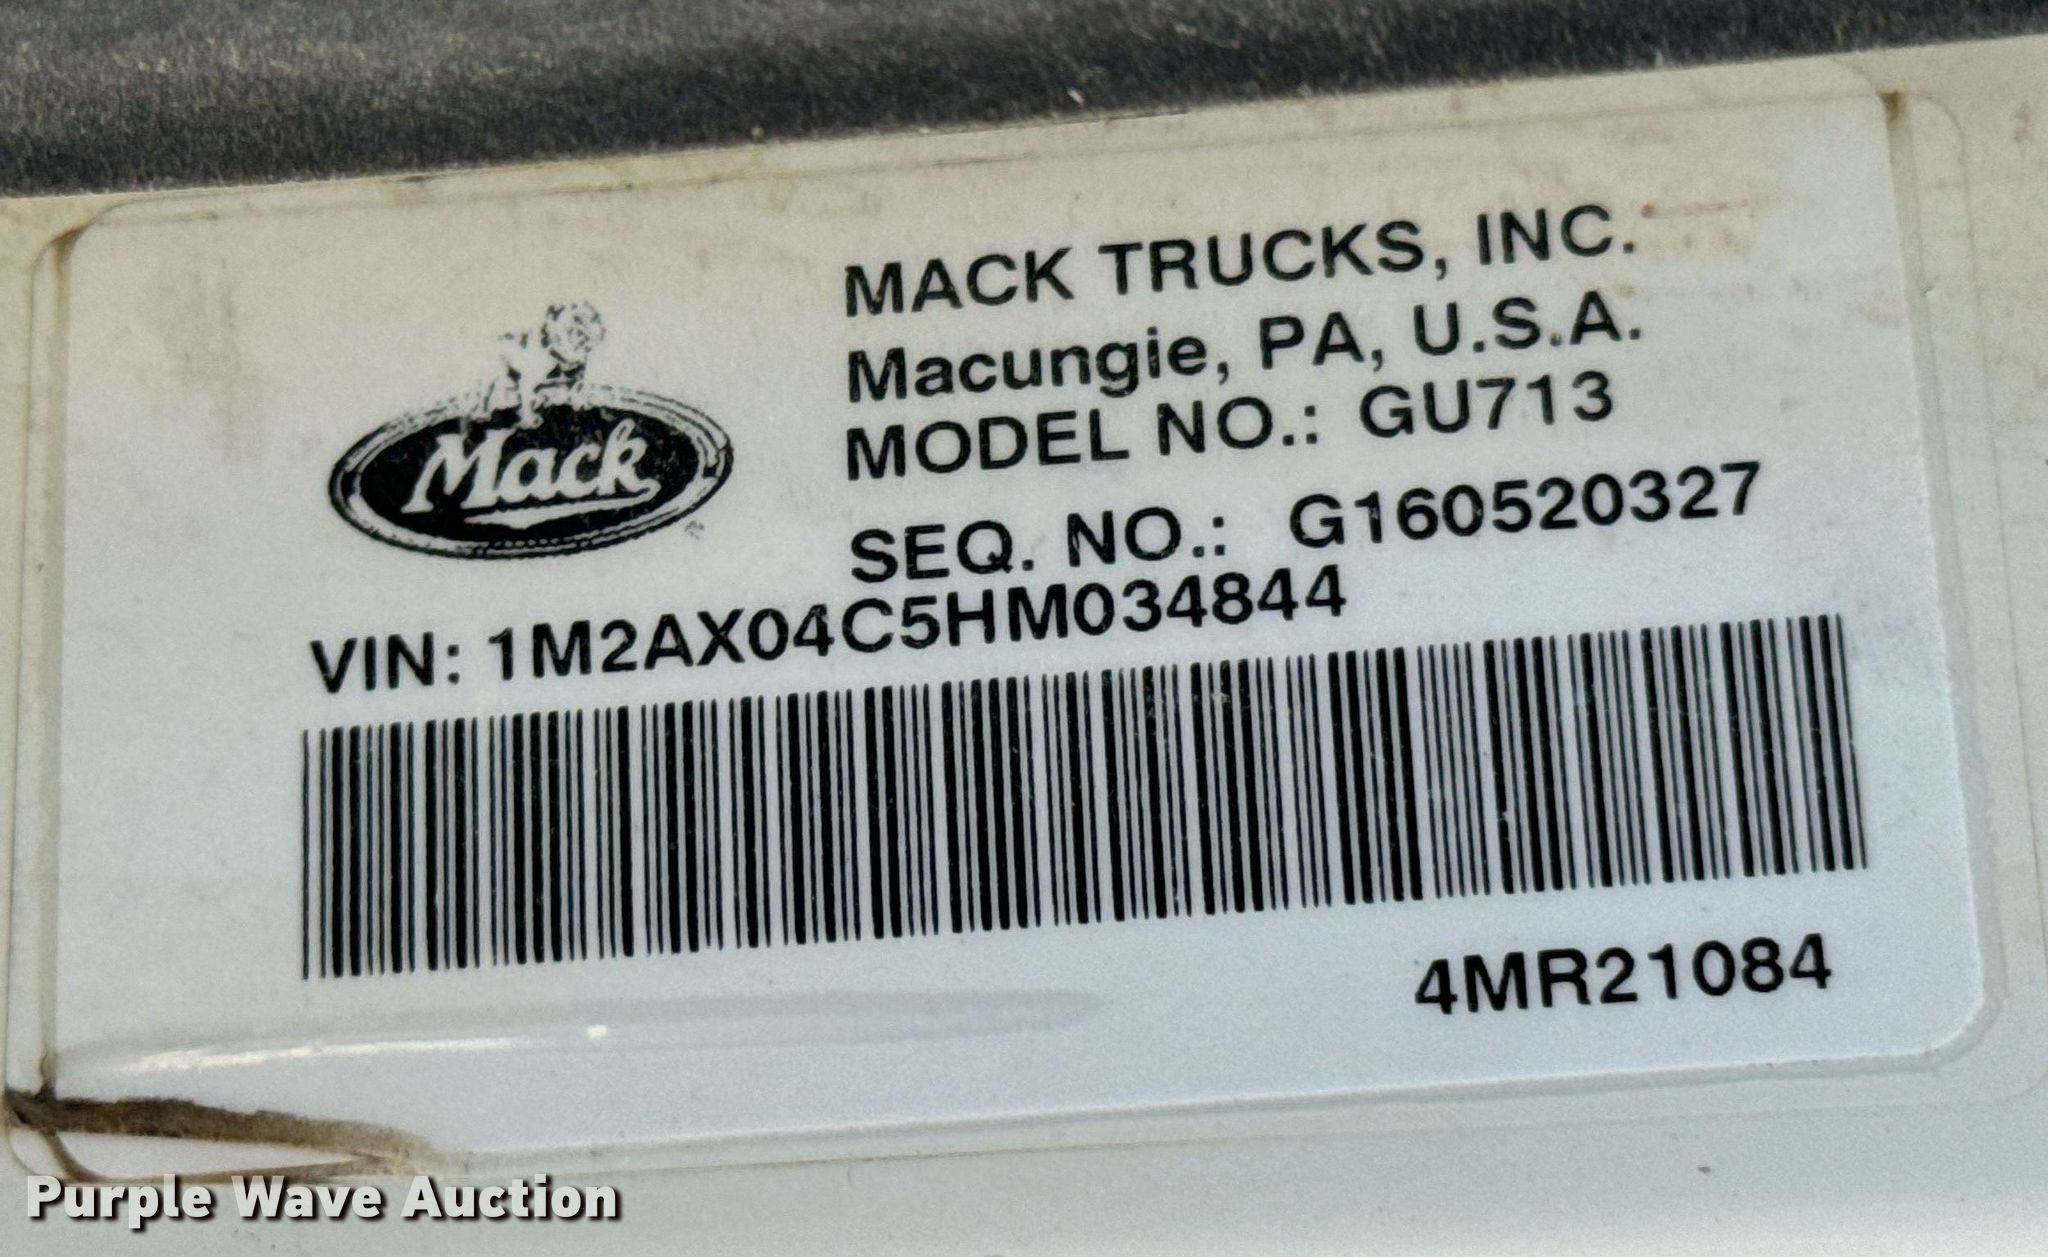 MACK TRUCKS, INC.
Macungie, PA, U.S.A.
MODEL NO.: GU713
SEQ. NO.: G160520327
Mack
®
VIN: 1M2AX04C5HM034844
4MR21084
Purple Wave Auction